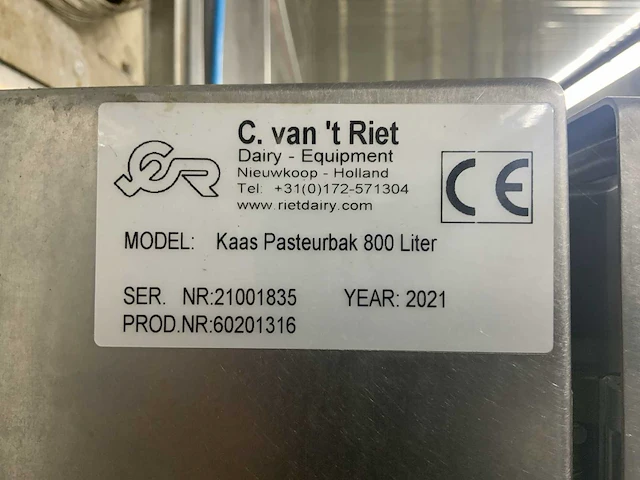 C. van 't Riet
Dairy - Equipment
Nieuwkoop - Holland
Tel: +31(0)172-571304
www.rietdairy.com
CE
MODEL: Kaas Pasteurbak 800 Liter
SER. NR:21001835 YEAR: 2021
PROD.NR:60201316